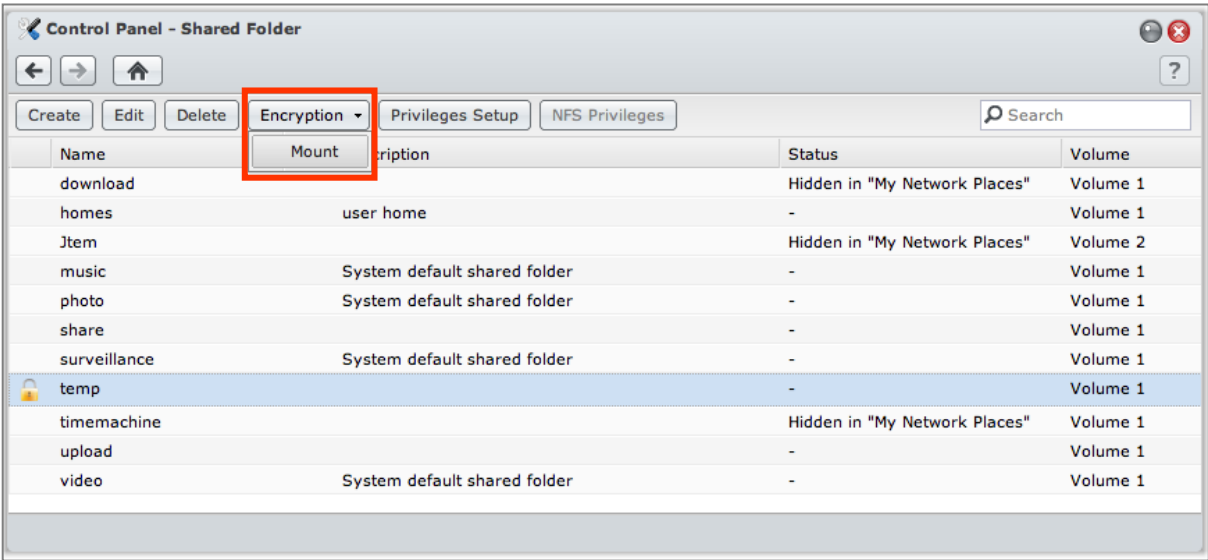 Control Panel - Shared Folder
?
Create Edit Delete Encryption Privileges Setup NFS Privileges Search
Mount
Name cription Status Volume
download Hidden in "My Network Places" Volume 1
homes user home - Volume 1
Jtem Hidden in "My Network Places" Volume 2
music System default shared folder - Volume 1
photo System default shared folder - Volume 1
share - Volume 1
surveillance System default shared folder - Volume 1
temp - Volume 1
timemachine Hidden in "My Network Places" Volume 1
upload - Volume 1
video System default shared folder - Volume 1